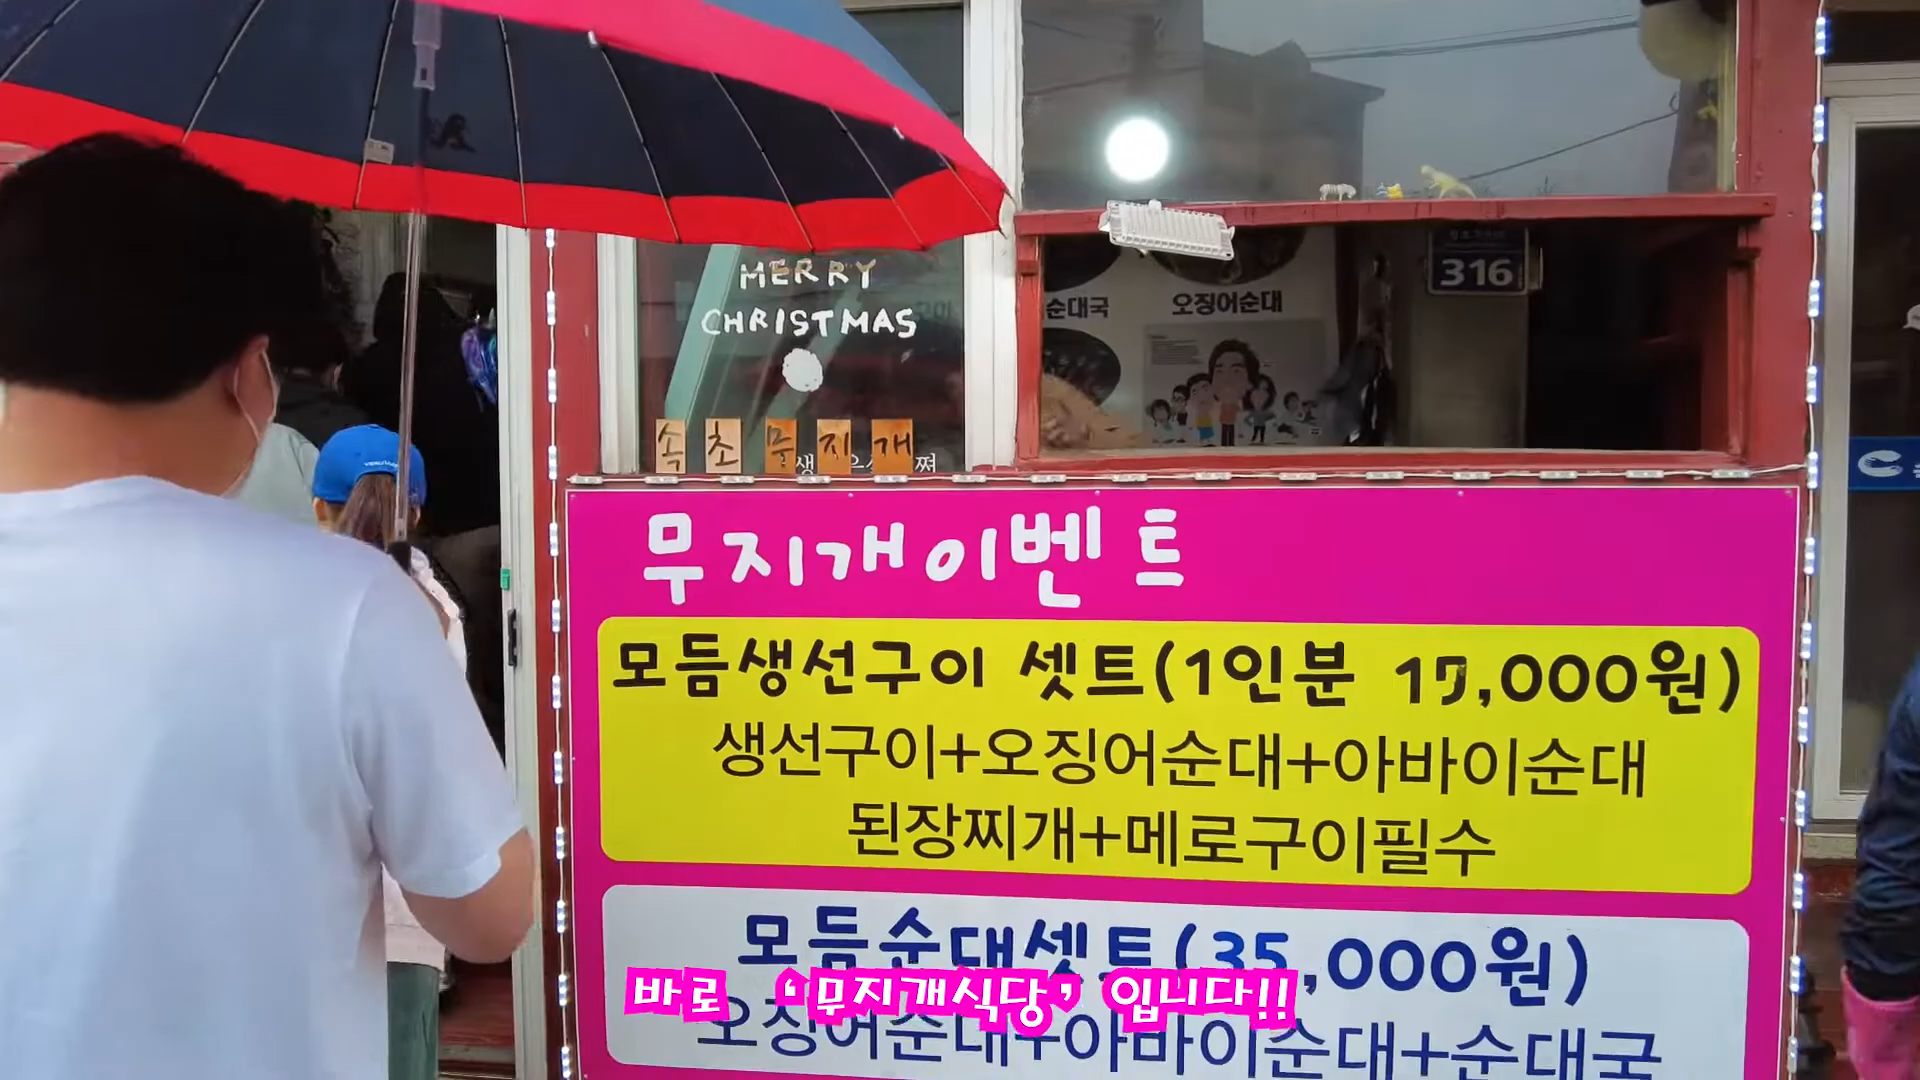 MERRY
CHRISTMAS
속초무지개
순대국
오징어순대
316
무지개이벤트
모듬생선구이 셋트(1인분 17,000원)
생선구이+오징어순대+아바이순대
된장찌개+메로구이필수
모듬순대셋트(35,000원)
바로 '무지개식당' 입니다!!
오징어순대+아바이순대+순대국